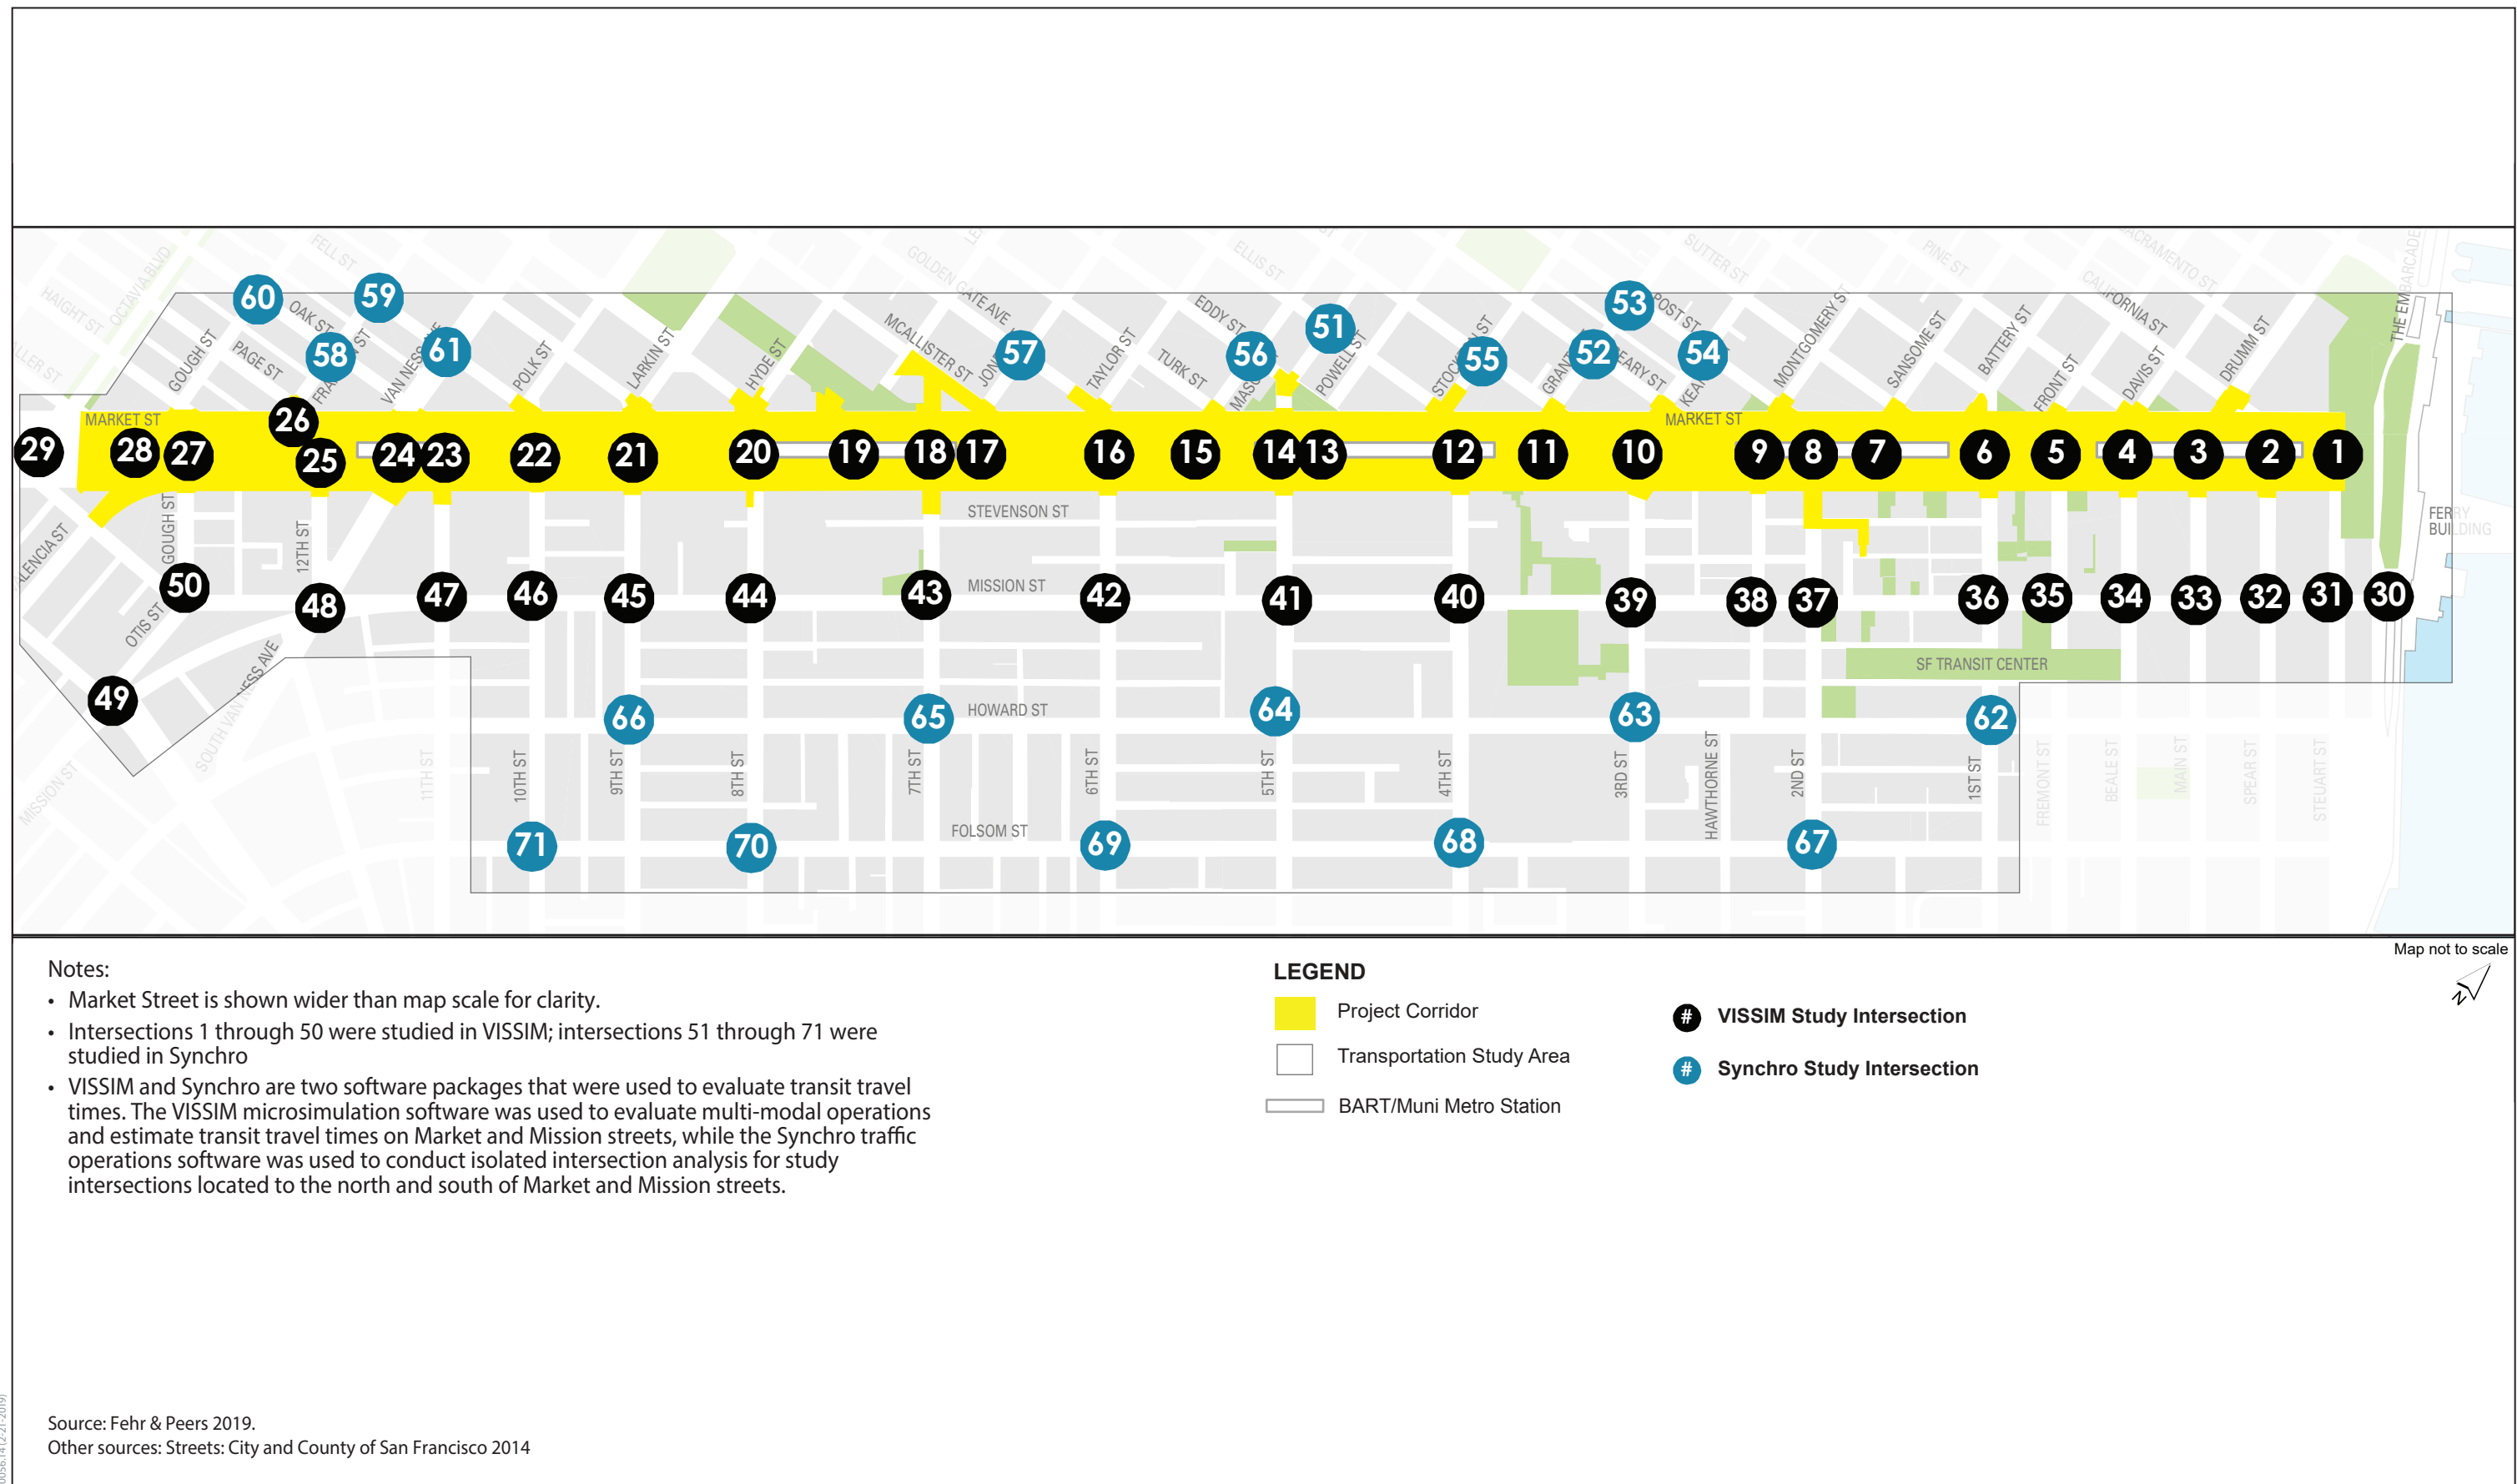 FELL ST
HAIGHT ST
OCTAVIA BLVD
GOLDEN GATE AVE
ELLIS ST
SUTTER ST
PINE ST
SACRAMENTO ST
CALIFORNIA ST
60
59
53
51
58
61
57
56
55
52
54
OAK ST
PAGE ST
GOUGH ST
POLK ST
LARKIN ST
HYDE ST
MCALLISTER ST
TAYLOR ST
TURK ST
EDDY ST
POWELL ST
POST ST
MONTGOMERY ST
SANSOME ST
BATTERY ST
FRONT ST
DAVIS ST
DRUMM ST
MARKET ST
MARKET ST
29
28
27
26
25
24
23
22
21
20
19
18
17
16
15
14
13
12
11
10
9
8
7
6
5
4
3
2
1
GOUGH ST
12TH ST
STEVENSON ST
FERRY
BUILDING
MISSION ST
50
48
47
46
45
44
43
42
41
40
39
38
37
36
35
34
33
32
31
30
OTIS ST
SOUTH VAN NESS AVE
SF TRANSIT CENTER
49
66
65
HOWARD ST
64
63
62
MISSION ST
11TH ST
10TH ST
9TH ST
8TH ST
7TH ST
6TH ST
5TH ST
4TH ST
3RD ST
HAWTHORNE ST
2ND ST
1ST ST
FREMONT ST
BEALE ST
MAIN ST
SPEAR ST
STEUART ST
FOLSOM ST
71
70
69
68
67
Map not to scale
N
Notes:
• Market Street is shown wider than map scale for clarity.
• Intersections 1 through 50 were studied in VISSIM; intersections 51 through 71 were
studied in Synchro
• VISSIM and Synchro are two software packages that were used to evaluate transit travel
times. The VISSIM microsimulation software was used to evaluate multi-modal operations
and estimate transit travel times on Market and Mission streets, while the Synchro traffic
operations software was used to conduct isolated intersection analysis for study
intersections located to the north and south of Market and Mission streets.
LEGEND
Project Corridor
Transportation Study Area
BART/Muni Metro Station
# VISSIM Study Intersection
# Synchro Study Intersection
Source: Fehr & Peers 2019.
Other sources: Streets: City and County of San Francisco 2014